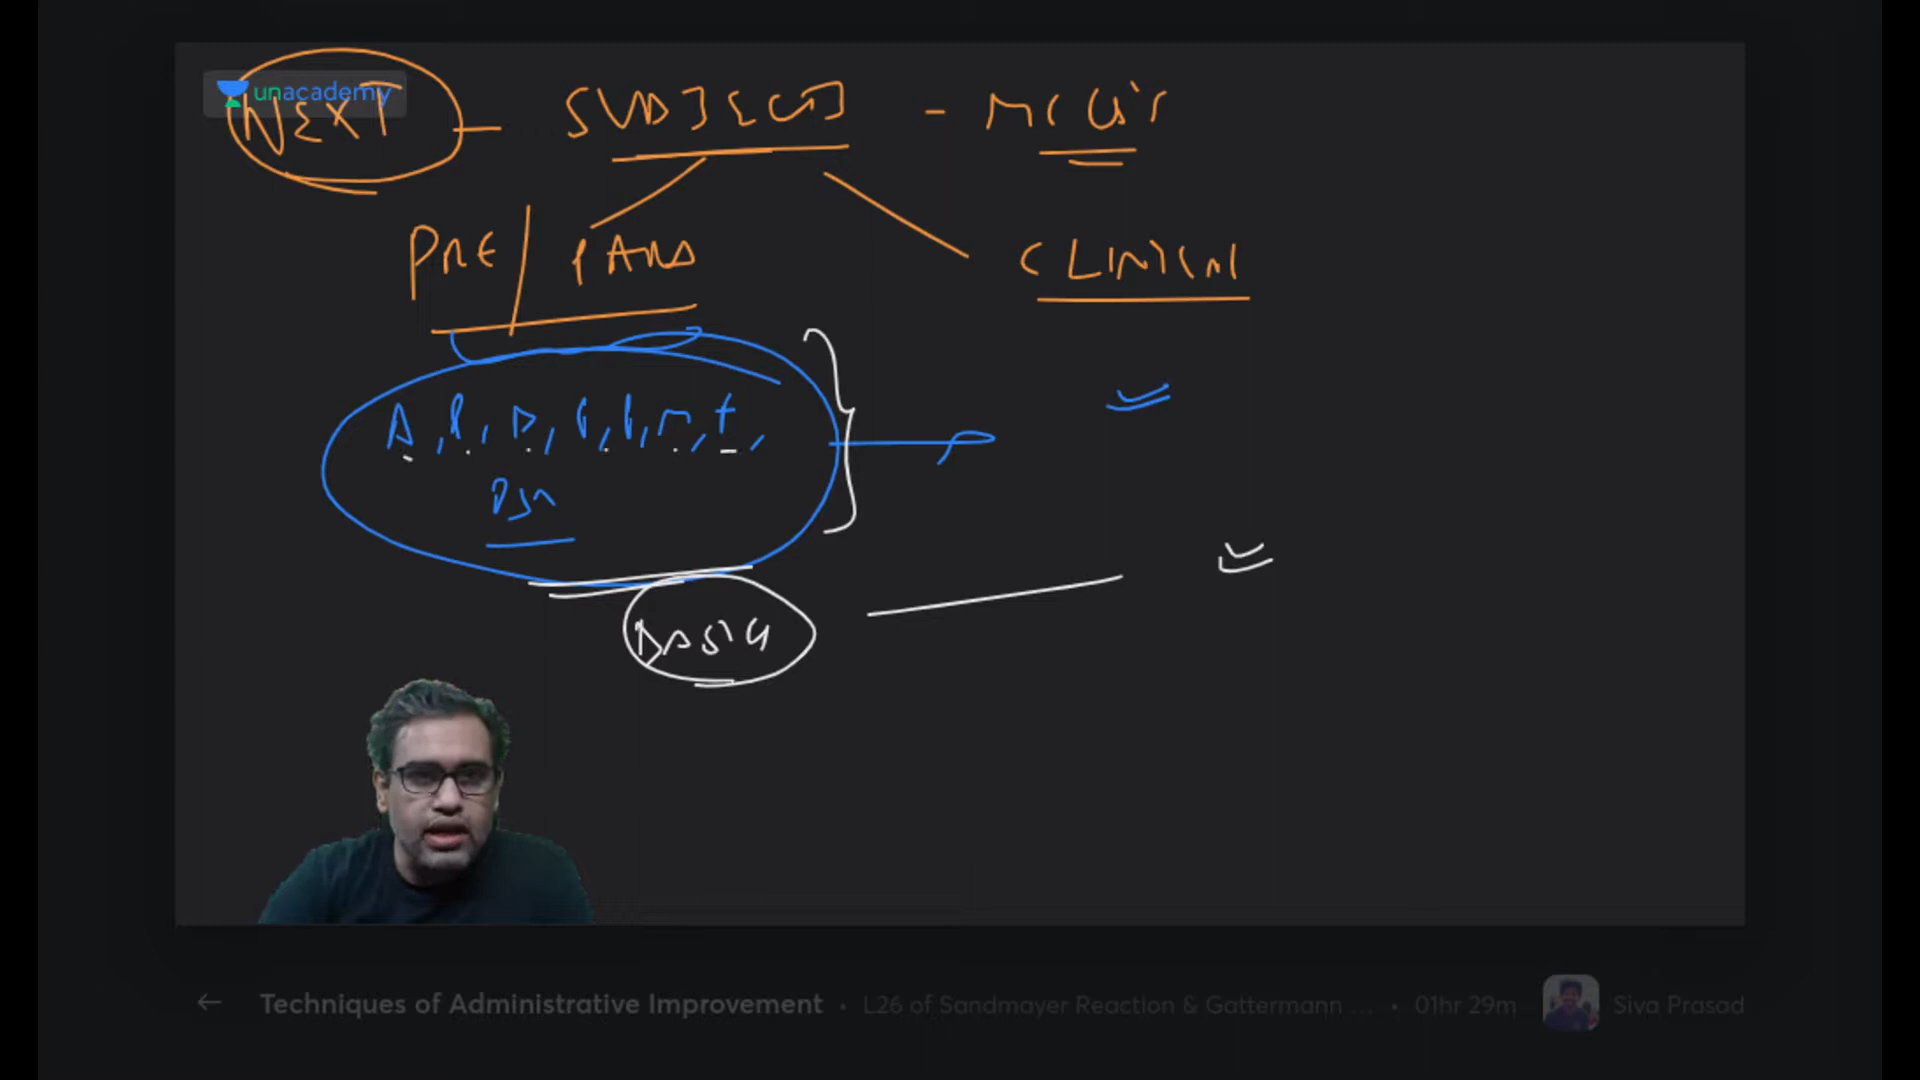 unacademy
NEXT - SUBJECTS - MCQ's
PRE / PARA CLINICAL
A, P, B, P, P, M, F,
PSM
BASIC
← Techniques of Administrative Improvement • L26 of Sandmayer Reaction & Gattermann ... • 01hr 29m Siva Prasad